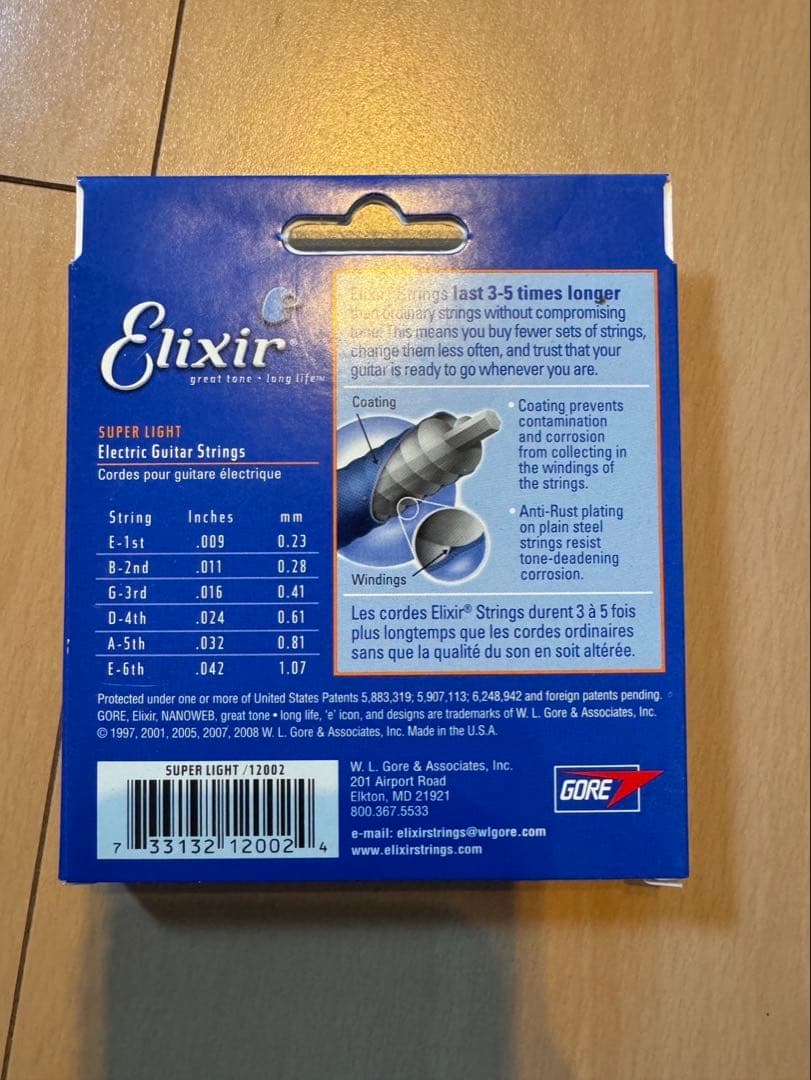 Elixir®
great tone • long life™
SUPER LIGHT
Electric Guitar Strings
Cordes pour guitare électrique
String Inches mm
E-1st .009 0.23
B-2nd .011 0.28
G-3rd .016 0.41
D-4th .024 0.61
A-5th .032 0.81
E-6th .042 1.07
Elixir® Strings last 3-5 times longer
than ordinary strings without compromising
tone. This means you buy fewer sets of strings,
change them less often, and trust that your
guitar is ready to go whenever you are.
Coating
Windings
• Coating prevents
contamination
and corrosion
from collecting in
the windings of
the strings.
• Anti-Rust plating
on plain steel
strings resist
tone-deadening
corrosion.
Les cordes Elixir® Strings durent 3 à 5 fois
plus longtemps que les cordes ordinaires
sans que la qualité du son en soit altérée.
Protected under one or more of United States Patents 5,883,319; 5,907,113; 6,248,942 and foreign patents pending.
GORE, Elixir, NANOWEB, great tone • long life, 'e' icon, and designs are trademarks of W. L. Gore & Associates, Inc.
© 1997, 2001, 2005, 2007, 2008 W. L. Gore & Associates, Inc. Made in the U.S.A.
SUPER LIGHT /12002
7 33132 12002 4
W. L. Gore & Associates, Inc.
201 Airport Road
Elkton, MD 21921
800.367.5533
e-mail: elixirstrings@wlgore.com
www.elixirstrings.com
GORE